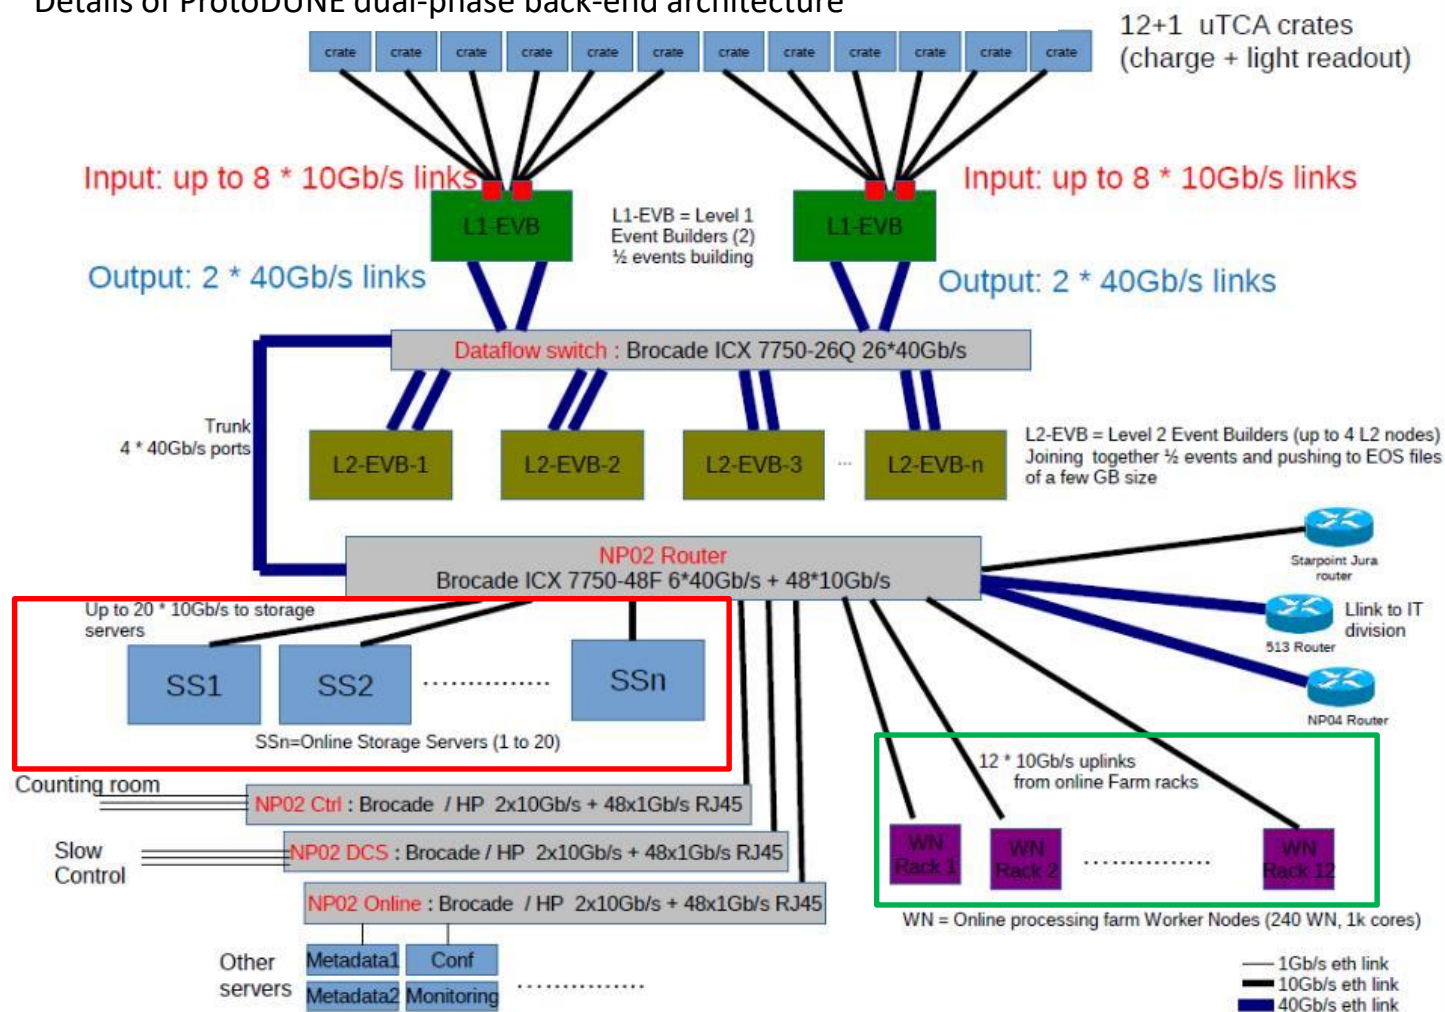 Details of ProtoDUNE dual-phase back-end architecture
12+1 uTCA crates
(charge + light readout)
crate crate crate crate crate crate crate crate crate crate crate crate
Input: up to 8 * 10Gb/s links
Input: up to 8 * 10Gb/s links
L1-EVB
L1-EVB = Level 1
Event Builders (2)
½ events building
L1-EVB
Output: 2 * 40Gb/s links
Output: 2 * 40Gb/s links
Dataflow switch : Brocade ICX 7750-26Q 26*40Gb/s
Trunk
4 * 40Gb/s ports
L2-EVB-1
L2-EVB-2
L2-EVB-3
...
L2-EVB-n
L2-EVB = Level 2 Event Builders (up to 4 L2 nodes)
Joining together ½ events and pushing to EOS files
of a few GB size
NP02 Router
Brocade ICX 7750-48F 6*40Gb/s + 48*10Gb/s
Starpoint Jura
router
Llink to IT
division
513 Router
NP04 Router
Up to 20 * 10Gb/s to storage
servers
SS1
SS2
...............
SSn
SSn=Online Storage Servers (1 to 20)
12 * 10Gb/s uplinks
from online Farm racks
WN
Rack 1
WN
Rack 2
...............
WN
Rack 12
WN = Online processing farm Worker Nodes (240 WN, 1k cores)
Counting room
NP02 Ctrl : Brocade / HP 2x10Gb/s + 48x1Gb/s RJ45
Slow
Control
NP02 DCS : Brocade / HP 2x10Gb/s + 48x1Gb/s RJ45
NP02 Online : Brocade / HP 2x10Gb/s + 48x1Gb/s RJ45
Other
servers
Metadata1
Conf
Metadata2
Monitoring
...............
1Gb/s eth link
10Gb/s eth link
40Gb/s eth link